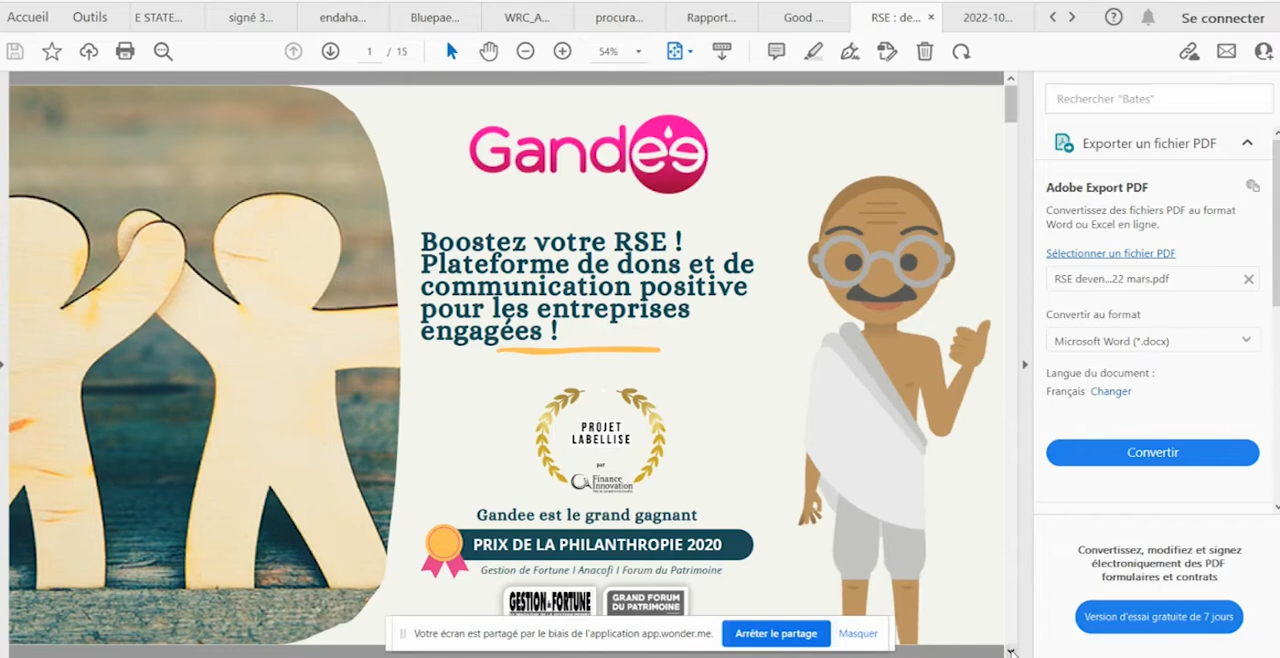 Accueil
Outils
E STATE...
signé 3...
endaha...
Bluepae...
WRC_A...
procura...
Rapport...
Good ...
RSE : de... ×
2022-10...
Se connecter
1 / 15
54%
Rechercher "Bates"
Gandee
Boostez votre RSE !
Plateforme de dons et de
communication positive
pour les entreprises
engagées !
PROJET
LABELLISE
par
Finance
Innovation
Gandee est le grand gagnant
PRIX DE LA PHILANTHROPIE 2020
Gestion de Fortune I Anacofi I Forum du Patrimoine
GESTION FORTUNE
GRAND FORUM
DU PATRIMOINE
Votre écran est partagé par le biais de l'application app.wonder.me.
Arrêter le partage
Masquer
Exporter un fichier PDF
Adobe Export PDF
Convertissez des fichiers PDF au format
Word ou Excel en ligne.
Sélectionner un fichier PDF
RSE deven...22 mars.pdf
Convertir au format
Microsoft Word (*.docx)
Langue du document :
Français Changer
Convertir
Convertissez, modifiez et signez
électroniquement des PDF
formulaires et contrats
Version d'essai gratuite de 7 jours